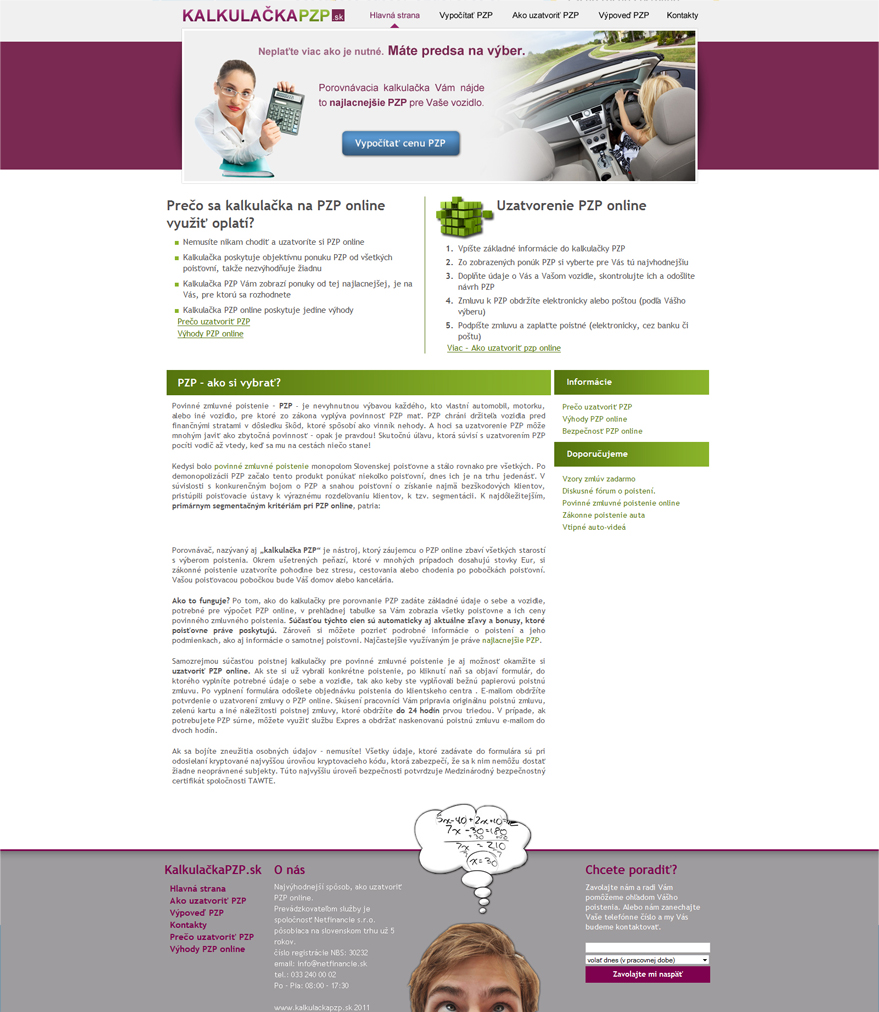 KALKULAČKAPZP.sk
Hlavná strana Vypočítať PZP Ako uzatvoriť PZP Výpoveď PZP Kontakty
Neplaťte viac ako je nutné. Máte predsa na výber.
Porovnávacia kalkulačka Vám nájde
to najlacnejšie PZP pre Vaše vozidlo.
Vypočítať cenu PZP
Prečo sa kalkulačka na PZP online
využiť oplatí?
Nemusíte nikam chodiť a uzatvoríte si PZP online
Kalkulačka poskytuje objektívnu ponuku PZP od všetkých
poisťovní, takže nezvýhodňuje žiadnu
Kalkulačka PZP Vám zobrazí ponuky od tej najlacnejšej, je na
Vás, pre ktorú sa rozhodnete
Kalkulačka PZP online poskytuje jedine výhody
Prečo uzatvoriť PZP
Výhody PZP online
Uzatvorenie PZP online
1. Vpíšte základné informácie do kalkulačky PZP
2. Zo zobrazených ponúk PZP si vyberte pre Vás tú najvhodnejšiu
3. Doplňte údaje o Vás a Vašom vozidle, skontrolujte ich a odošlite
návrh PZP
4. Zmluvu k PZP obdržíte elektronicky alebo poštou (podľa Vášho
výberu)
5. Podpíšte zmluvu a zaplaťte poistné (elektronicky, cez banku či
poštu)
Viac - Ako uzatvoriť pzp online
PZP - ako si vybrať?
Povinné zmluvné poistenie - PZP - je nevyhnutnou výbavou každého, kto vlastní automobil, motorku,
alebo iné vozidlo, pre ktoré zo zákona vyplýva povinnosť PZP mať. PZP chráni držiteľa vozidla pred
finančnými stratami v dôsledku škôd, ktoré spôsobí ako vinník nehody. A hoci sa uzatvorenie PZP môže
mnohým javiť ako zbytočná povinnosť - opak je pravdou! Skutočnú úľavu, ktorá súvisí s uzatvorením PZP
pocíti vodič až vtedy, keď sa mu na cestách niečo stane!
Kedysi bolo povinné zmluvné poistenie monopolom Slovenskej poisťovne a stálo rovnako pre všetkých. Po
demonopolizácii PZP začalo tento produkt ponúkať niekoľko poisťovní, dnes ich je na trhu jedenásť. V
súvislosti s konkurenčným bojom o PZP a snahou poisťovní o získanie najmä bezškodových klientov,
pristúpili poisťovacie ústavy k výraznému rozdeľovaniu klientov, k tzv. segmentácii. K najdôležitejším,
primárnym segmentačným kritériám pri PZP online, patria:
Porovnávač, nazývaný aj „kalkulačka PZP“ je nástroj, ktorý záujemcu o PZP online zbaví všetkých starostí
s výberom poistenia. Okrem ušetrených peňazí, ktoré v mnohých prípadoch dosahujú stovky Eur, si
zákonné poistenie uzatvoríte pohodlne bez stresu, cestovania alebo chodenia po pobočkách poisťovní.
Vašou poisťovacou pobočkou bude Váš domov alebo kancelária.
Ako to funguje? Po tom, ako do kalkulačky pre porovnanie PZP zadáte základné údaje o sebe a vozidle,
potrebné pre výpočet PZP online, v prehľadnej tabuľke sa Vám zobrazia všetky poisťovne a ich ceny
povinného zmluvného poistenia. Súčasťou týchto cien sú automaticky aj aktuálne zľavy a bonusy, ktoré
poisťovne práve poskytujú. Zároveň si môžete pozrieť podrobné informácie o poistení a jeho
podmienkach, ako aj informácie o samotnej poisťovni. Najčastejšie využívaným je práve najlacnejšie PZP.
Samozrejmou súčasťou poistnej kalkulačky pre povinné zmluvné poistenie je aj možnosť okamžite si
uzatvoriť PZP online. Ak ste si už vybrali konkrétne poistenie, po kliknutí naň sa objaví formulár, do
ktorého vyplníte potrebné údaje o sebe a vozidle, tak ako keby ste vyplňovali bežnú papierovú poistnú
zmluvu. Po vyplnení formulára odošlete objednávku poistenia do klientskeho centra . E-mailom obdržíte
potvrdenie o uzatvorení zmluvy o PZP online. Skúsení pracovníci Vám pripravia originálnu poistnú zmluvu,
zelenú kartu a iné náležitosti poistnej zmluvy, ktoré obdržíte do 24 hodín prvou triedou. V prípade, ak
potrebujete PZP súrne, môžete využiť službu Expres a obdržať naskenovanú poistnú zmluvu e-mailom do
dvoch hodín.
Ak sa bojíte zneužitia osobných údajov - nemusíte! Všetky údaje, ktoré zadávate do formulára sú pri
odosielaní kryptované najvyššou úrovňou kryptovacieho kódu, ktorá zabezpečí, že sa k nim nemôžu dostať
žiadne neoprávnené subjekty. Túto najvyššiu úroveň bezpečnosti potvrdzuje Medzinárodný bezpečnostný
certifikát spoločnosti TAWTE.
Informácie
Prečo uzatvoriť PZP
Výhody PZP online
Bezpečnosť PZP online
Doporučujeme
Vzory zmlúv zadarmo
Diskusné fórum o poistení.
Povinné zmluvné poistenie online
Zákonne poistenie auta
Vtipné auto-videá
5x-40+2x+10=
7x-30=180
+30 +30
7x = 210
x=30
KalkulačkaPZP.sk
Hlavná strana
Ako uzatvoriť PZP
Výpoveď PZP
Kontakty
Prečo uzatvoriť PZP
Výhody PZP online
O nás
Najvýhodnejší spôsob, ako uzatvoriť
PZP online.
Prevádzkovateľom služby je
spoločnosť Netfinancie s.r.o.
pôsobiaca na slovenskom trhu už 5
rokov.
číslo registrácie NBS: 30232
email: info@netfinancie.sk
tel.: 033 240 00 02
Po - Pia: 08:00 - 17:30
www.kalkulackapzp.sk 2011
Chcete poradiť?
Zavolajte nám a radi Vám
pomôžeme ohľadom Vášho
poistenia. Alebo nám zanechajte
Vaše telefónne číslo a my Vás
budeme kontaktovať.
volať dnes (v pracovnej dobe)
Zavolajte mi naspäť